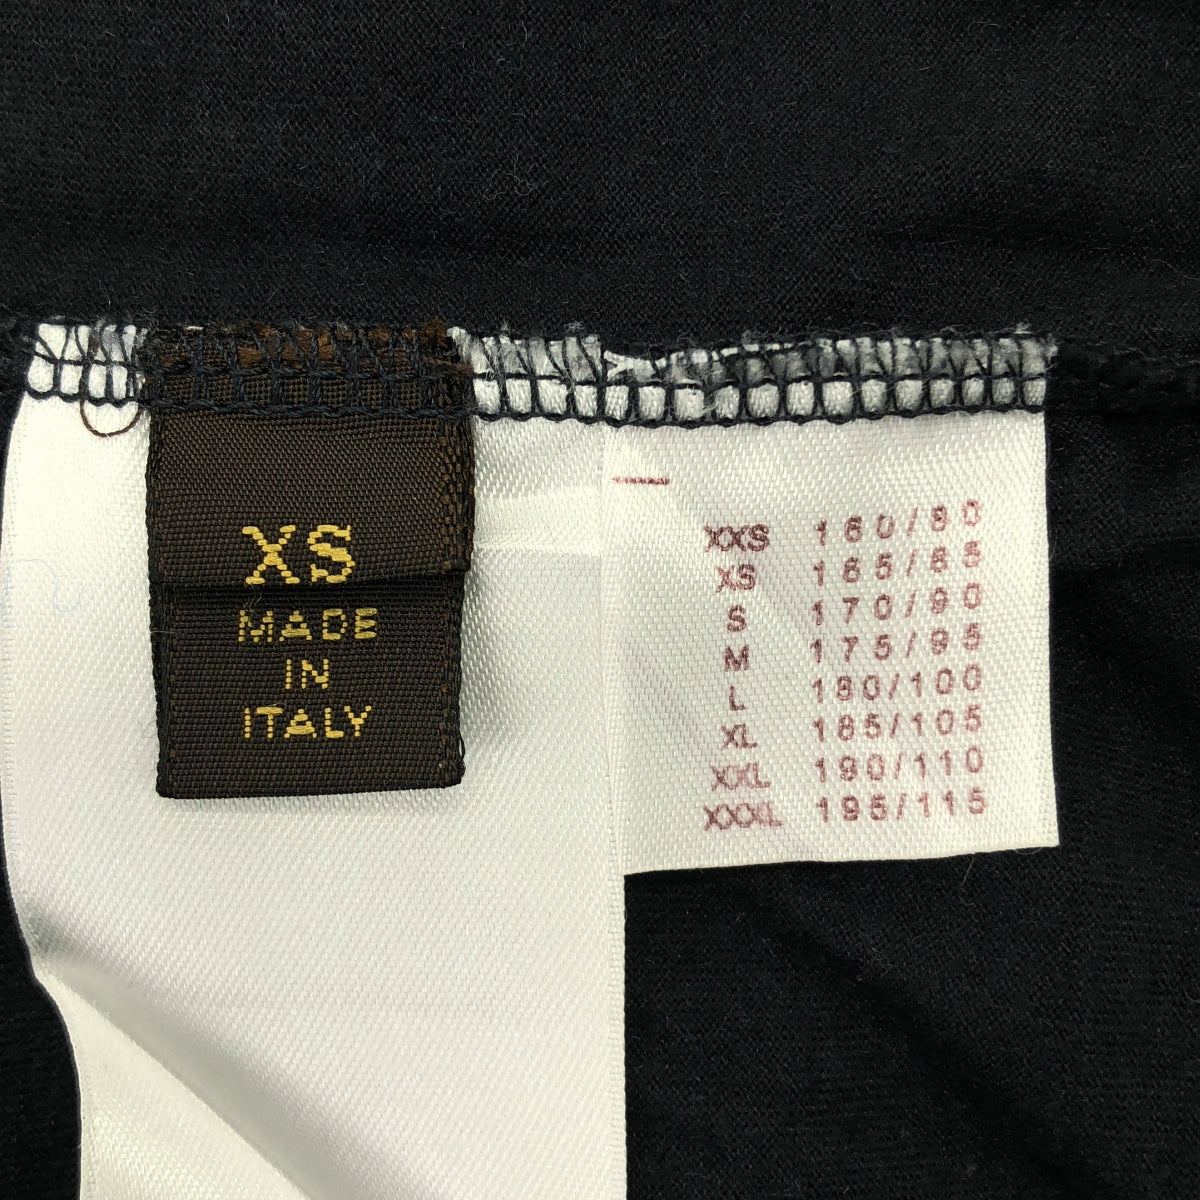 XS
MADE
IN
ITALY
XXS 160/80
XS 165/85
S 170/90
M 175/95
L 180/100
XL 185/105
XXL 190/110
XXXL 195/115